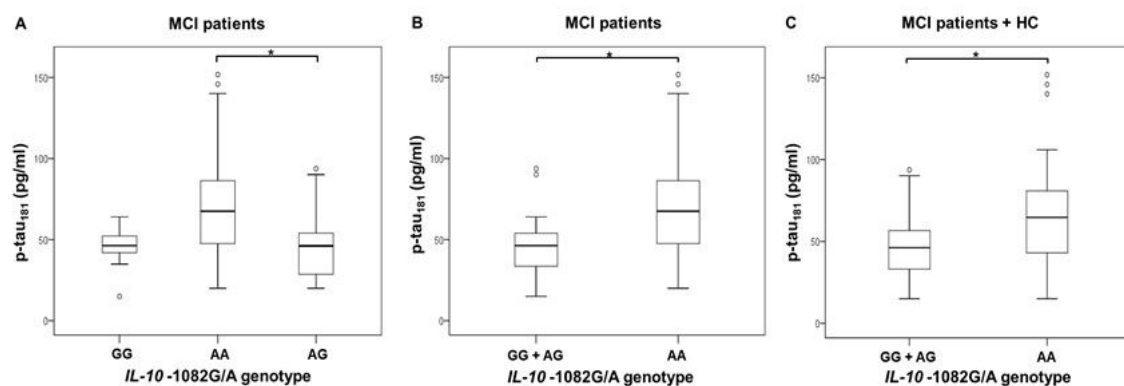 A MCI patients
*
p-tau181 (pg/ml)
150
100
50
0
GG AA AG
IL-10 -1082G/A genotype
B MCI patients
*
p-tau181 (pg/ml)
150
100
50
0
GG + AG AA
IL-10 -1082G/A genotype
C MCI patients + HC
*
p-tau181 (pg/ml)
150
100
50
0
GG + AG AA
IL-10 -1082G/A genotype